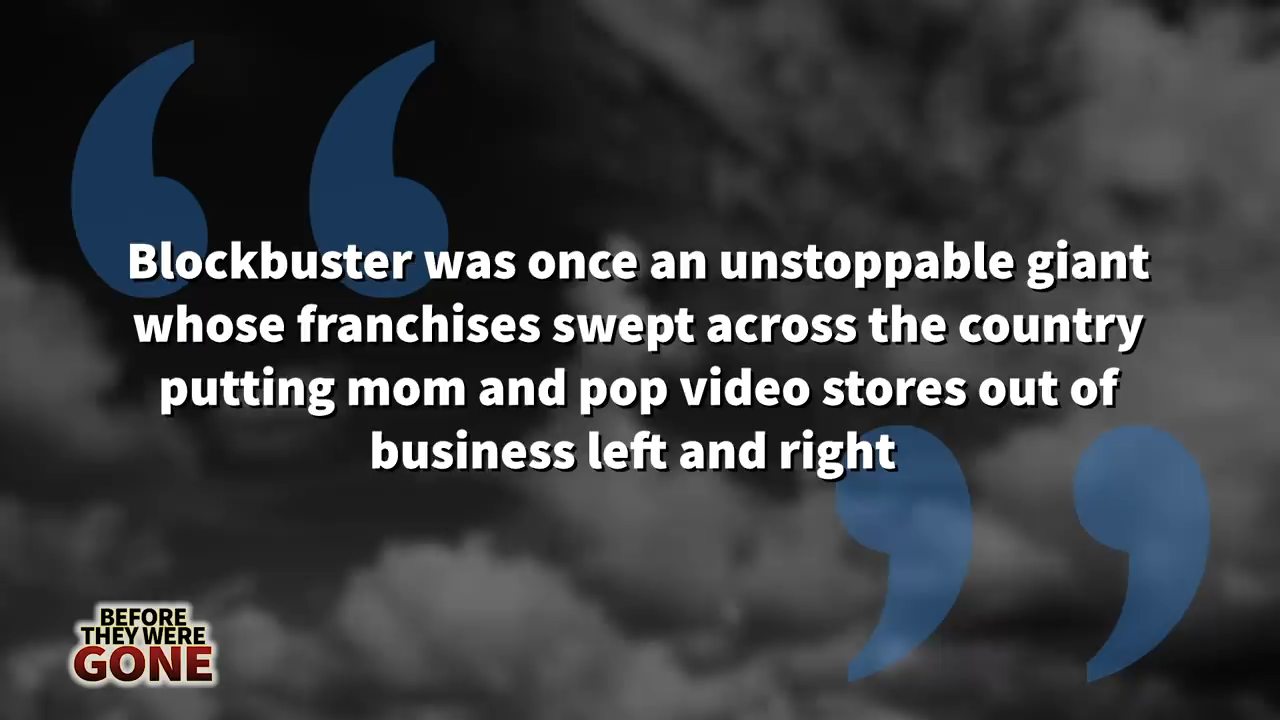 Blockbuster was once an unstoppable giant
whose franchises swept across the country
putting mom and pop video stores out of
business left and right
BEFORE
THEY WERE
GONE